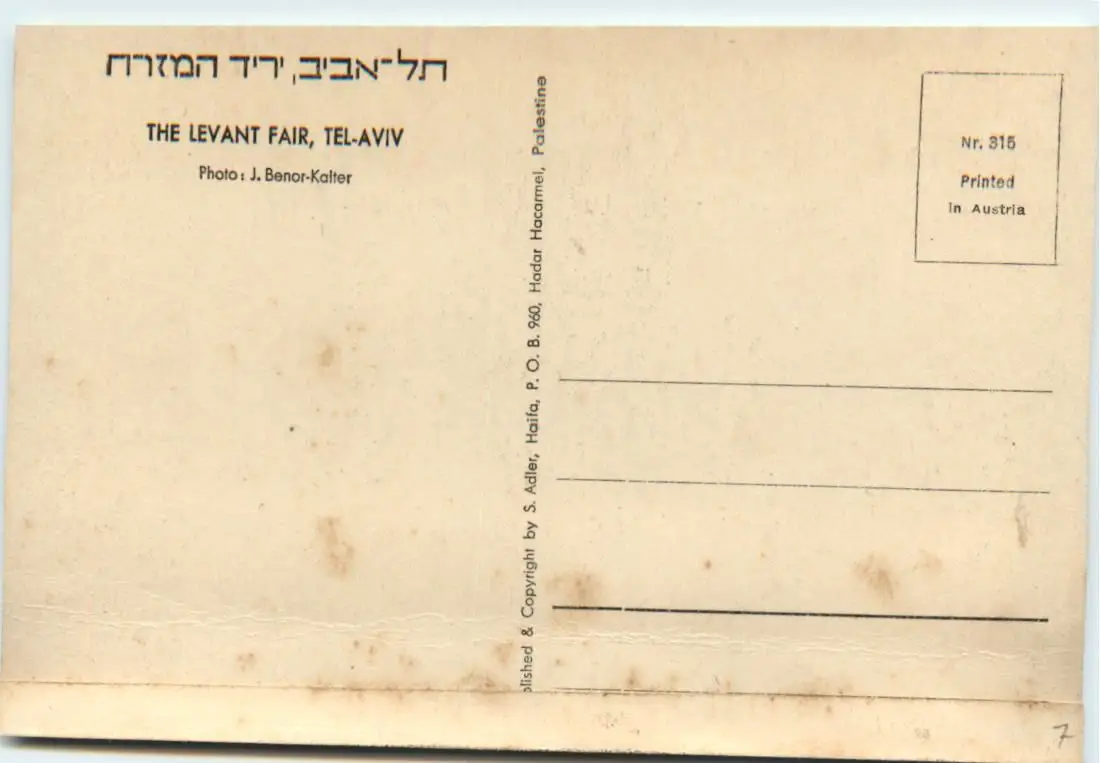 תל-אביב, יריד המזרח
THE LEVANT FAIR, TEL-AVIV
Photo: J. Benor-Kalter
blished & Copyright by S. Adler, Haifa, P. O. B. 960, Hadar Hacarmel, Palestine
Nr. 315
Printed
in Austria
7